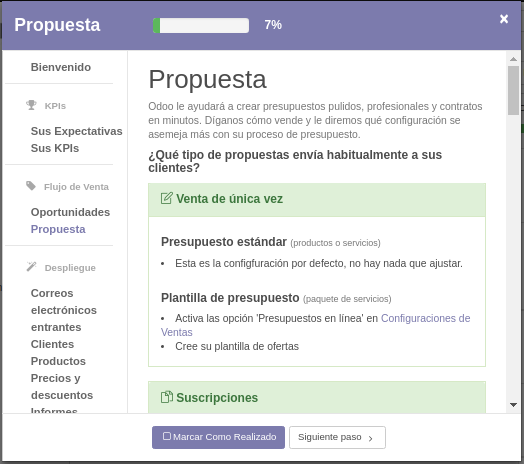 Propuesta
7%
×
Bienvenido
KPIs
Sus Expectativas
Sus KPIs
Flujo de Venta
Oportunidades
Propuesta
Despliegue
Correos
electrónicos
entrantes
Clientes
Productos
Precios y
descuentos
Informes
Propuesta
Odoo le ayudará a crear presupuestos pulidos, profesionales y contratos
en minutos. Díganos cómo vende y le diremos qué configuración se
asemeja más con su proceso de presupuesto.
¿Qué tipo de propuestas envía habitualmente a sus
clientes?
Venta de única vez
Presupuesto estándar (productos o servicios)
• Esta es la configfuración por defecto, no hay nada que ajustar.
Plantilla de presupuesto (paquete de servicios)
• Activa las opción 'Presupuestos en línea' en Configuraciones de
Ventas
• Cree su plantilla de ofertas
Suscripciones
Marcar Como Realizado
Siguiente paso